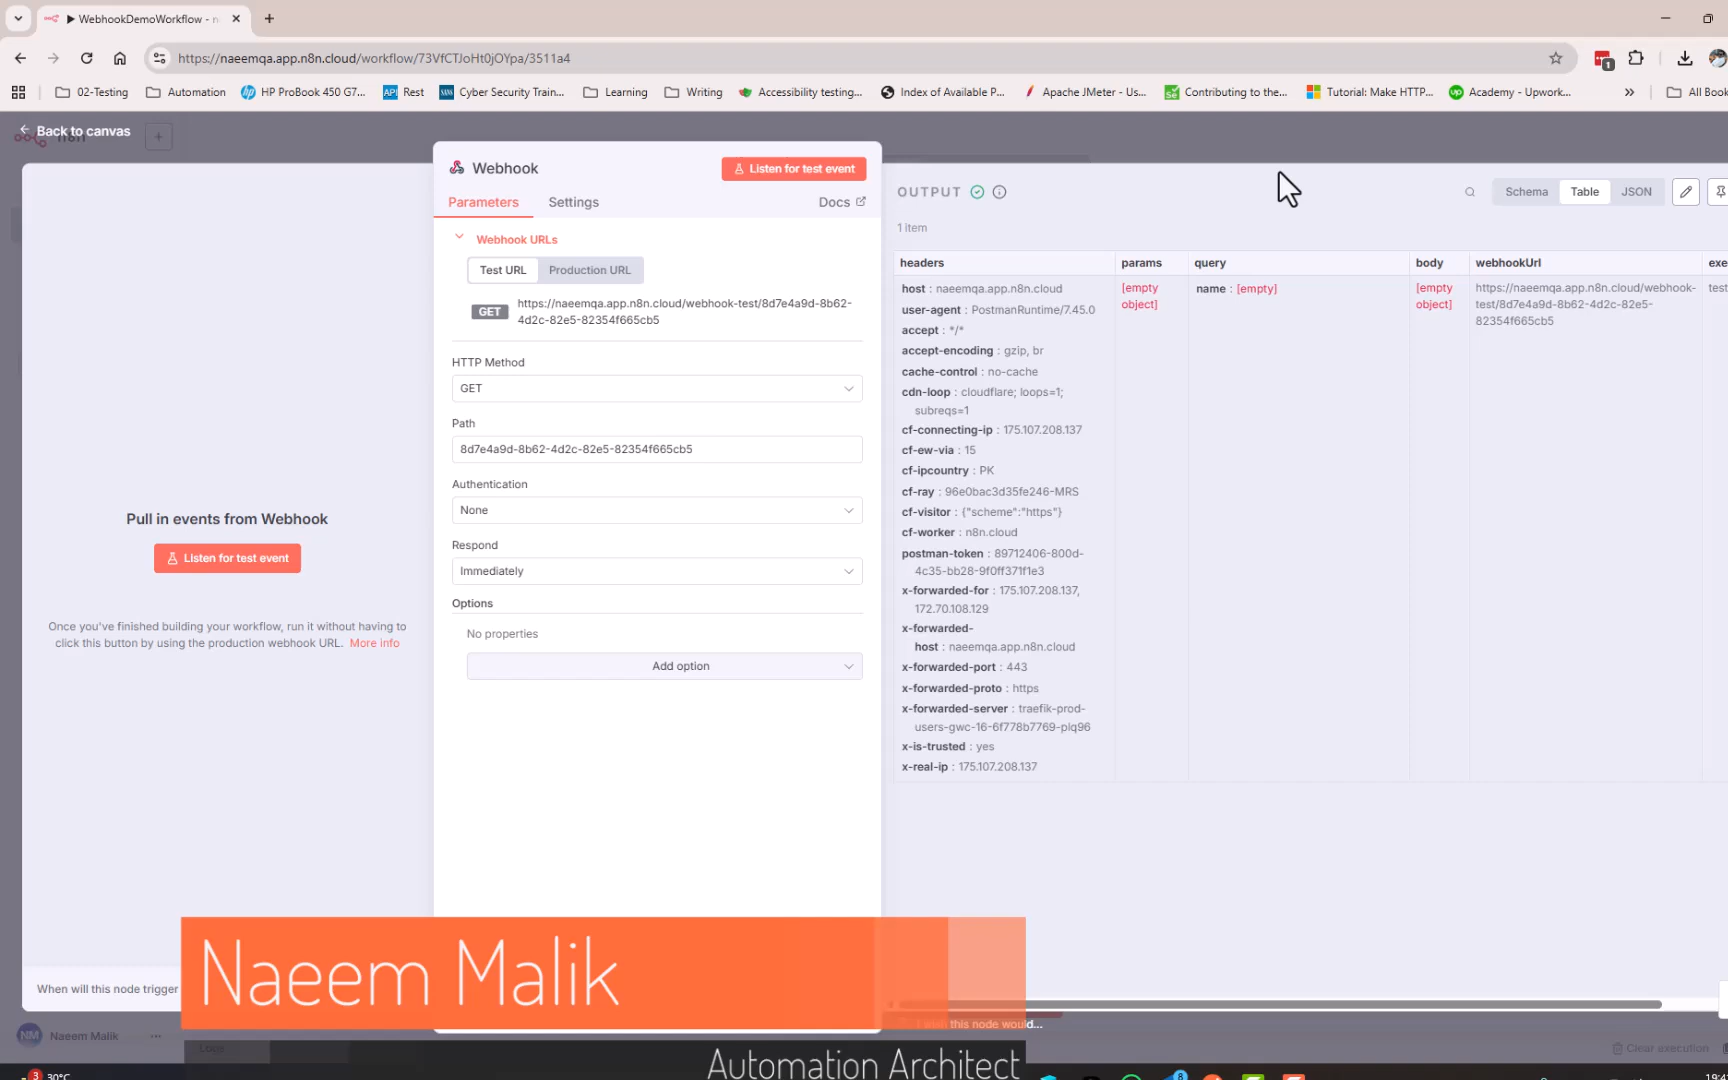 WebhookDemoWorkflow - n
https://naeemqa.app.n8n.cloud/workflow/73VfCTJoHt0jOYpa/3511a4
1
02-Testing
Automation
HP ProBook 450 G7...
API Rest
Cyber Security Train...
Learning
Writing
Accessibility testing...
Index of Available P...
Apache JMeter - Us...
Contributing to the...
Tutorial: Make HTTP...
Academy - Upwork...
All Book
Back to canvas
Pull in events from Webhook
Listen for test event
Once you've finished building your workflow, run it without having to
click this button by using the production webhook URL. More info
When will this node trigger
Webhook
Listen for test event
Parameters
Settings
Docs
Webhook URLs
Test URL
Production URL
GET
https://naeemqa.app.n8n.cloud/webhook-test/8d7e4a9d-8b62-
4d2c-82e5-82354f665cb5
HTTP Method
GET
Path
8d7e4a9d-8b62-4d2c-82e5-82354f665cb5
Authentication
None
Respond
Immediately
Options
No properties
Add option
OUTPUT
Schema
Table
JSON
1 item
headers
params
query
body
webhookUrl
exe
host : naeemqa.app.n8n.cloud
user-agent : PostmanRuntime/7.45.0
accept : */*
accept-encoding : gzip, br
cache-control : no-cache
cdn-loop : cloudflare; loops=1;
subreqs=1
cf-connecting-ip : 175.107.208.137
cf-ew-via : 15
cf-ipcountry : PK
cf-ray : 96e0bac3d35fe246-MRS
cf-visitor : {"scheme":"https"}
cf-worker : n8n.cloud
postman-token : 89712406-800d-
4c35-bb28-9f0ff371f1e3
x-forwarded-for : 175.107.208.137,
172.70.108.129
x-forwarded-
host : naeemqa.app.n8n.cloud
x-forwarded-port : 443
x-forwarded-proto : https
x-forwarded-server : traefik-prod-
users-gwc-16-6f778b7769-plq96
x-is-trusted : yes
x-real-ip : 175.107.208.137
[empty
object]
name : [empty]
[empty
object]
https://naeemqa.app.n8n.cloud/webhook-
test/8d7e4a9d-8b62-4d2c-82e5-
82354f665cb5
test
Naeem Malik
Automation Architect
this node would...
NM
Naeem Malik
Clear execution
3
30°C
8